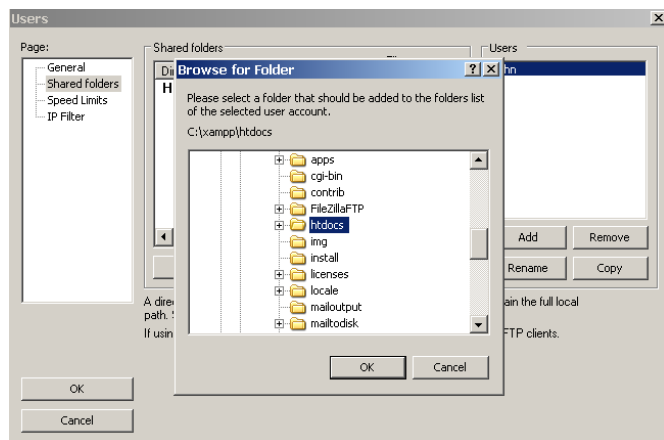 Users
Page:
General
Shared folders
Speed Limits
IP Filter
OK
Cancel
Shared folders
H
Browse for Folder
Please select a folder that should be added to the folders list
of the selected user account.
C:\xampp\htdocs
apps
cgi-bin
contrib
FileZillaFTP
htdocs
img
install
licenses
locale
mailoutput
mailtodisk
OK
Cancel
Users
hn
Add
Remove
Rename
Copy
A ain the full local
path.
If FTP clients.